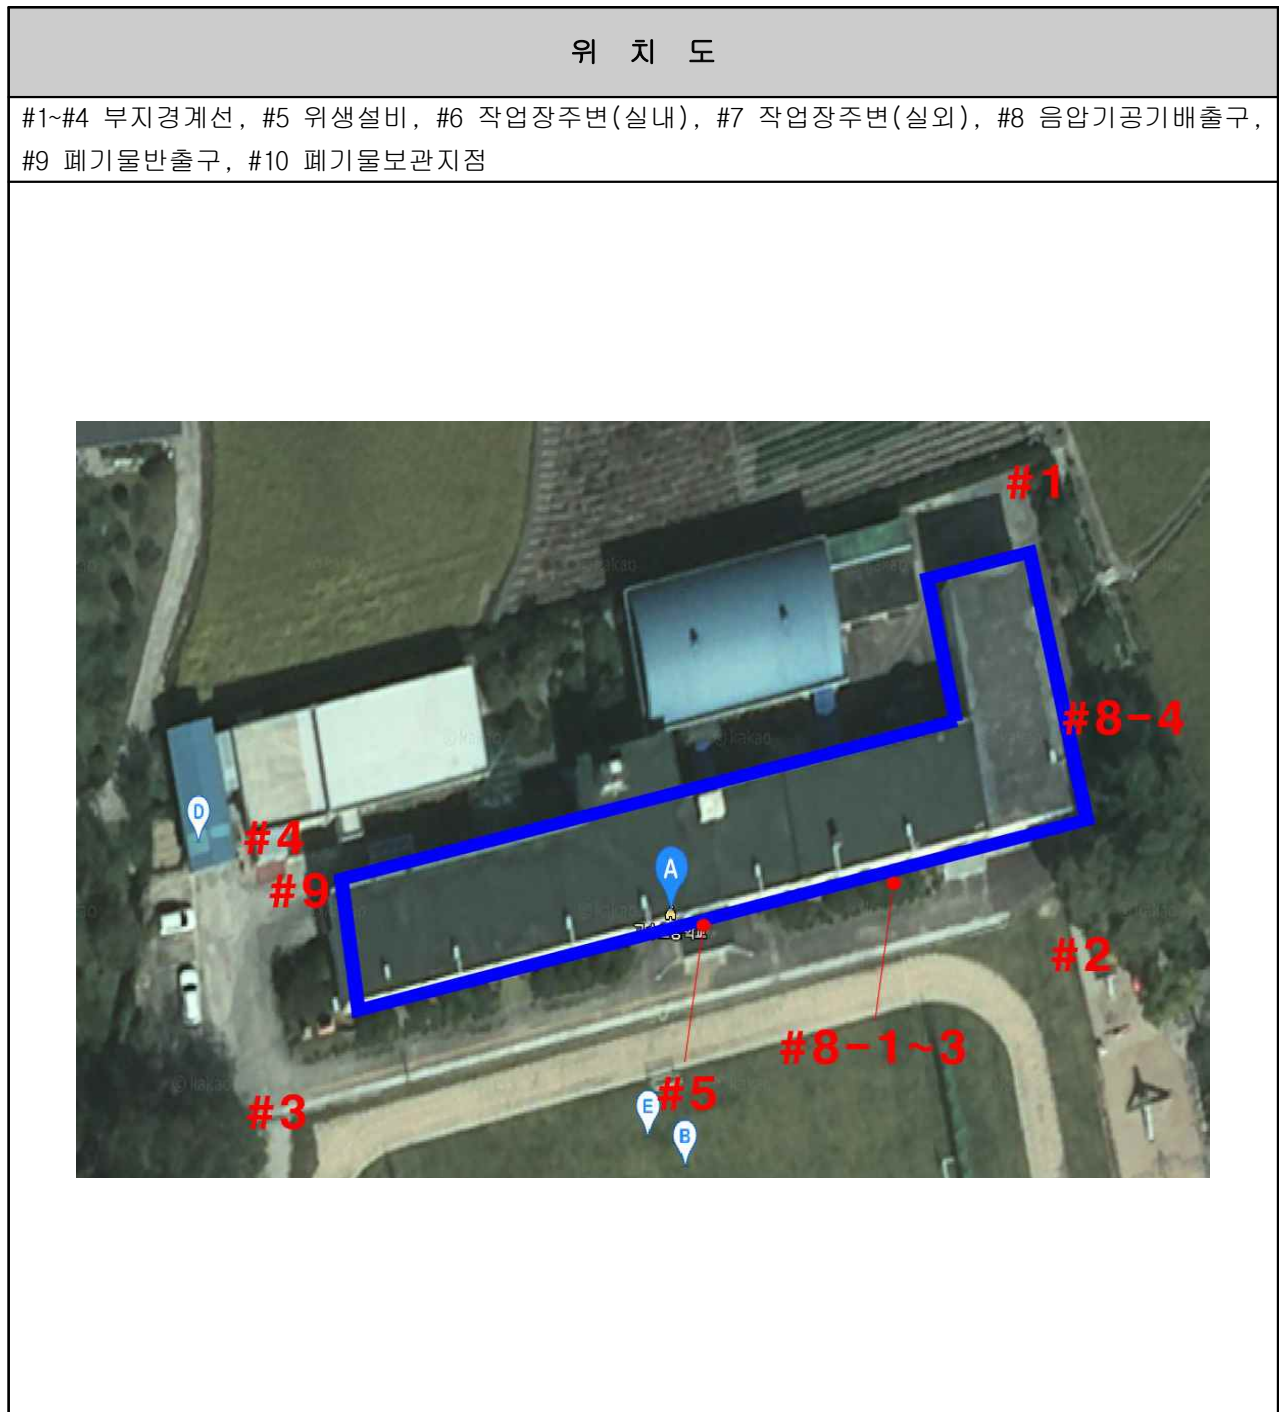 위 치 도
#1~#4 부지경계선, #5 위생설비, #6 작업장주변(실내), #7 작업장주변(실외), #8 음압기공기배출구,
#9 폐기물반출구, #10 폐기물보관지점
#1
kakao
#8-4
kakao
D
#4
#9
A
#2
#8-1~3
#5
#3
E
B